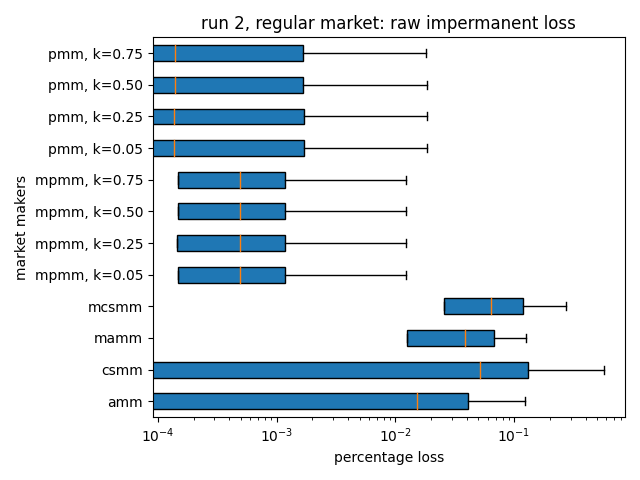 run 2, regular market: raw impermanent loss
market makers
pmm, k=0.75
pmm, k=0.50
pmm, k=0.25
pmm, k=0.05
mpmm, k=0.75
mpmm, k=0.50
mpmm, k=0.25
mpmm, k=0.05
mcsmm
mamm
csmm
amm
10⁻⁴ 10⁻³ 10⁻² 10⁻¹
percentage loss